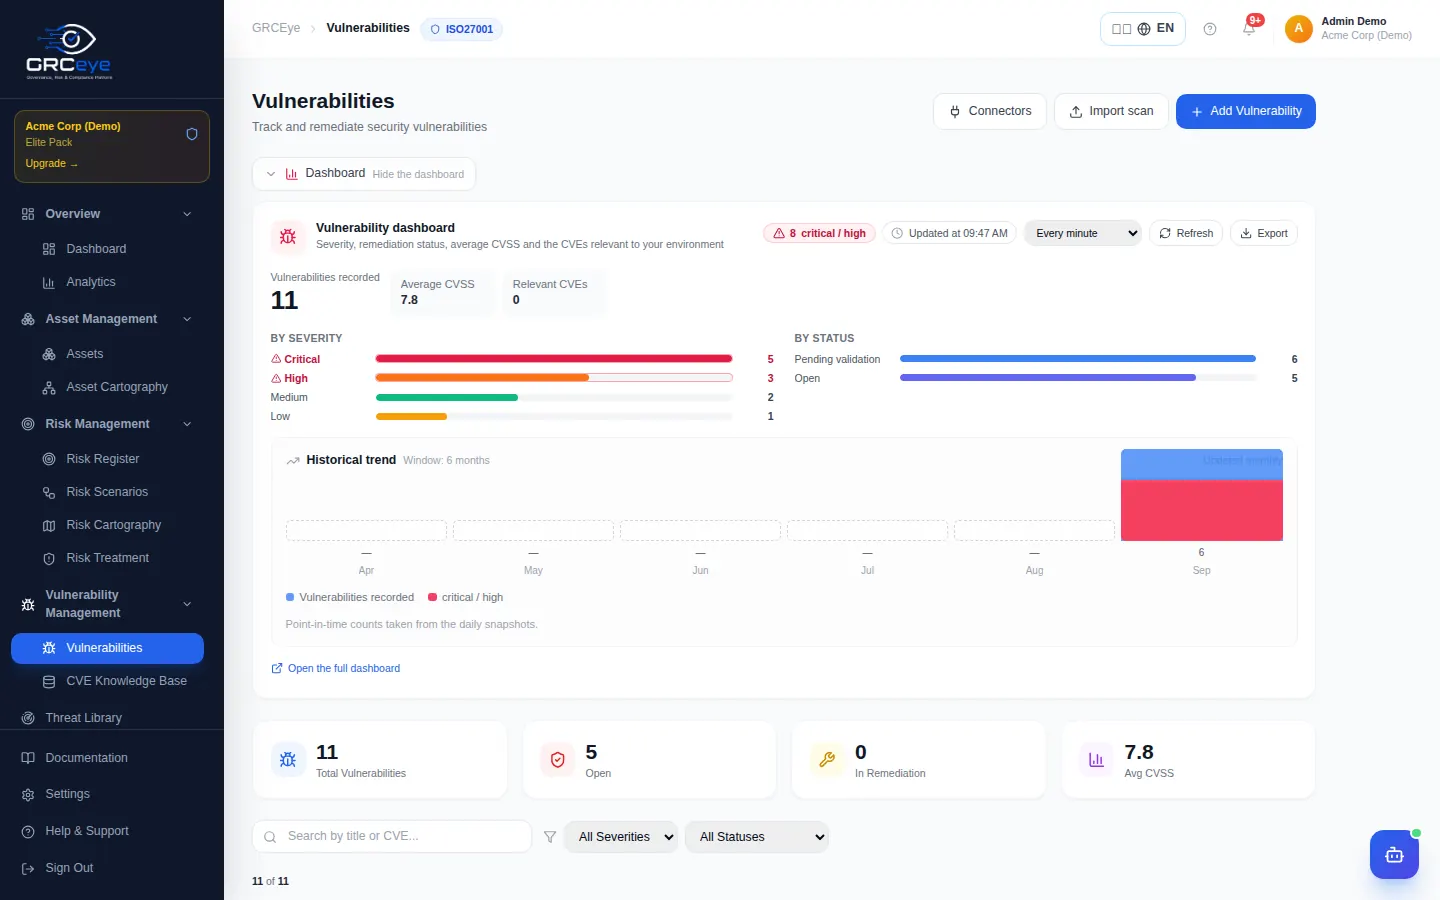 GRCeye
Governance, Risk & Compliance Matters
Acme Corp (Demo)
Elite Pack
Upgrade →
Overview
Dashboard
Analytics
Asset Management
Assets
Asset Cartography
Risk Management
Risk Register
Risk Scenarios
Risk Cartography
Risk Treatment
Vulnerability
Management
Vulnerabilities
CVE Knowledge Base
Threat Library
Documentation
Settings
Help & Support
Sign Out
GRCEye
Vulnerabilities
ISO27001
EN
9+
A
Admin Demo
Acme Corp (Demo)
Vulnerabilities
Track and remediate security vulnerabilities
Connectors
Import scan
Add Vulnerability
Dashboard Hide the dashboard
Vulnerability dashboard
Severity, remediation status, average CVSS and the CVEs relevant to your environment
8 critical / high
Updated at 09:47 AM
Every minute
Refresh
Export
Vulnerabilities recorded
11
Average CVSS
7.8
Relevant CVEs
0
BY SEVERITY
Critical 5
High 3
Medium 2
Low 1
BY STATUS
Pending validation 6
Open 5
Historical trend Window: 6 months
— — — — — 6
Apr May Jun Jul Aug Sep
Vulnerabilities recorded critical / high
Point-in-time counts taken from the daily snapshots.
Open the full dashboard
11
Total Vulnerabilities
5
Open
0
In Remediation
7.8
Avg CVSS
Search by title or CVE...
All Severities
All Statuses
11 of 11